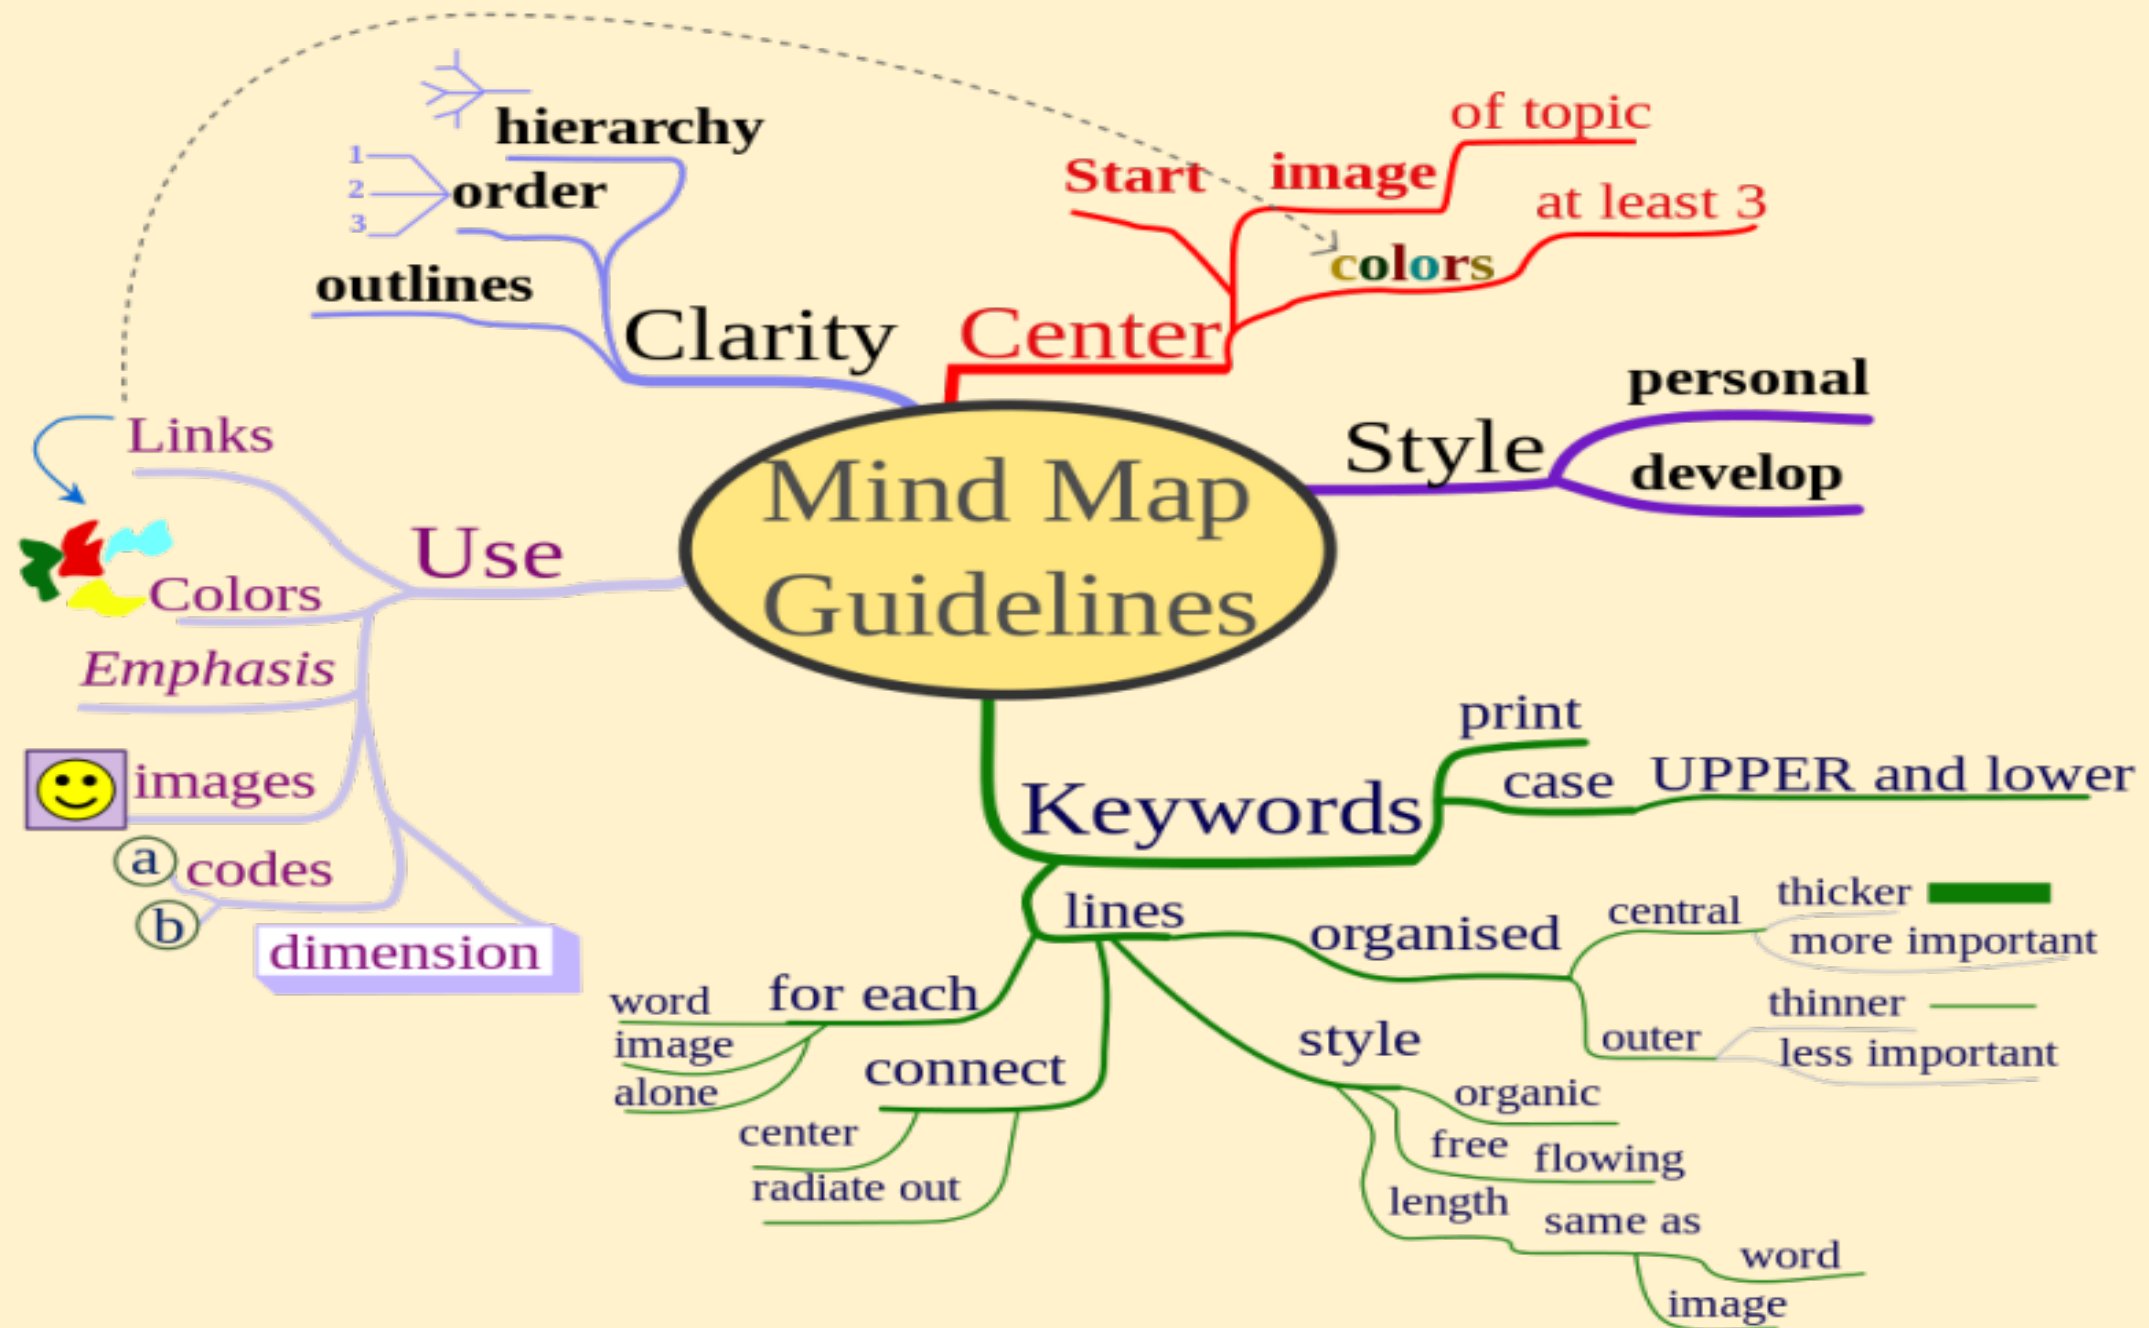 Mind Map
Guidelines
Clarity
hierarchy
order
1
2
3
outlines
Center
Start
image
of topic
colors
at least 3
Style
personal
develop
Use
Links
Colors
Emphasis
images
codes
a
b
dimension
Keywords
print
case
UPPER and lower
lines
organised
central
thicker
more important
outer
thinner
less important
style
organic
free flowing
length
same as
word
image
connect
center
radiate out
for each
word
image
alone